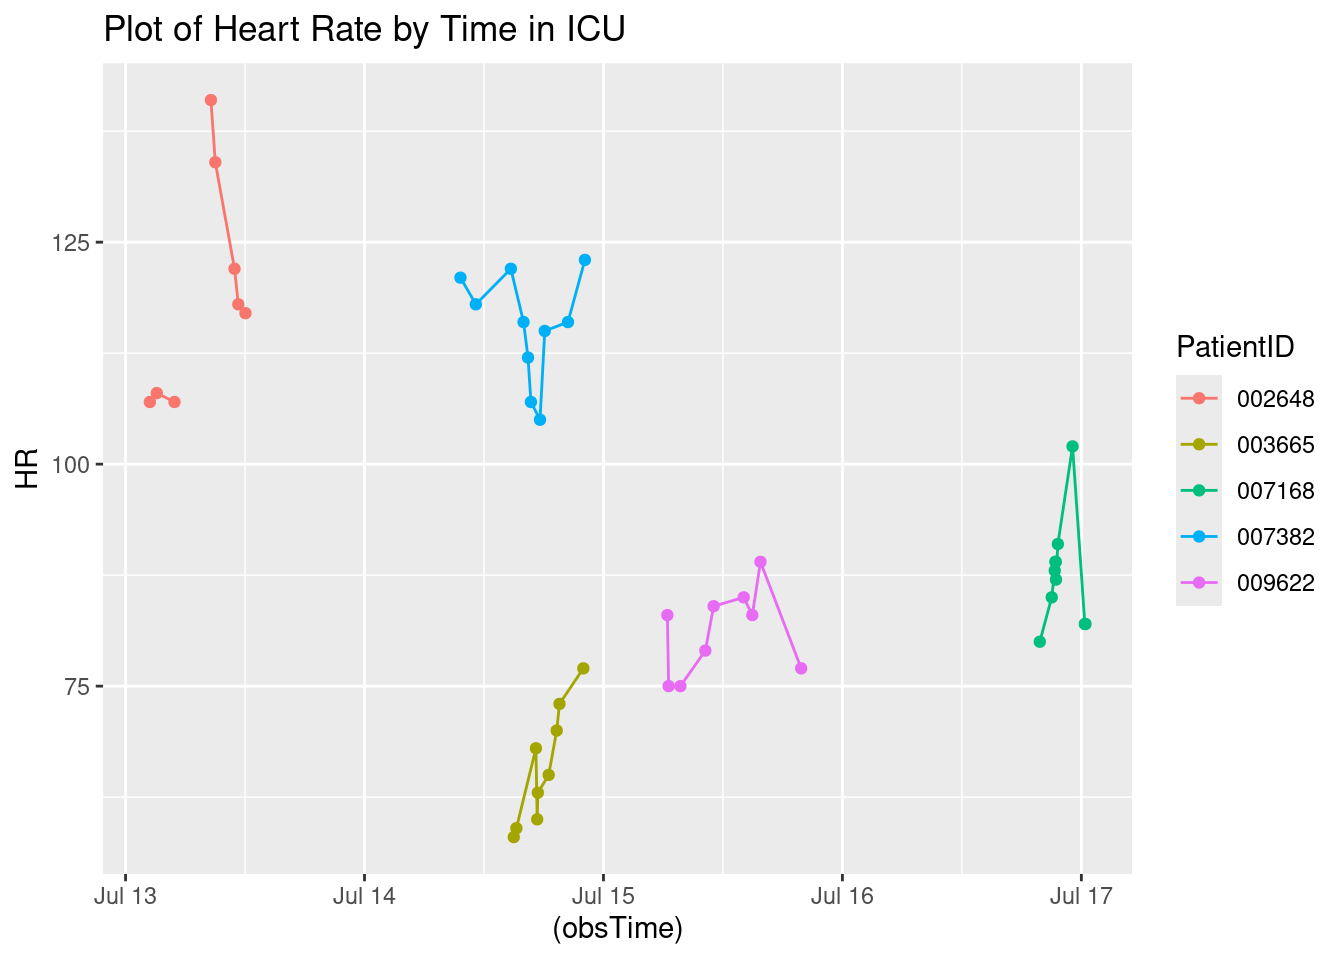 Plot of Heart Rate by Time in ICU
125
100
75
HR
Jul 13
Jul 14
Jul 15
Jul 16
Jul 17
(obsTime)
PatientID
002648
003665
007168
007382
009622